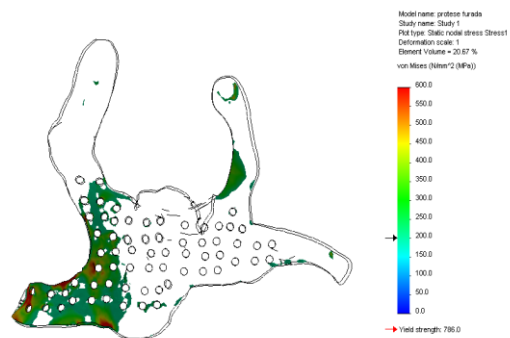 Model name: protese furada
Study name: Study 1
Plot type: Static nodal stress Stress1
Deformation scale: 1
Element Volume = 20.67 %
von Mises (N/mm^2 (MPa))
600.0
550.0
500.0
450.0
400.0
350.0
300.0
250.0
200.0
150.0
100.0
50.0
0.0
Yield strength: 786.0